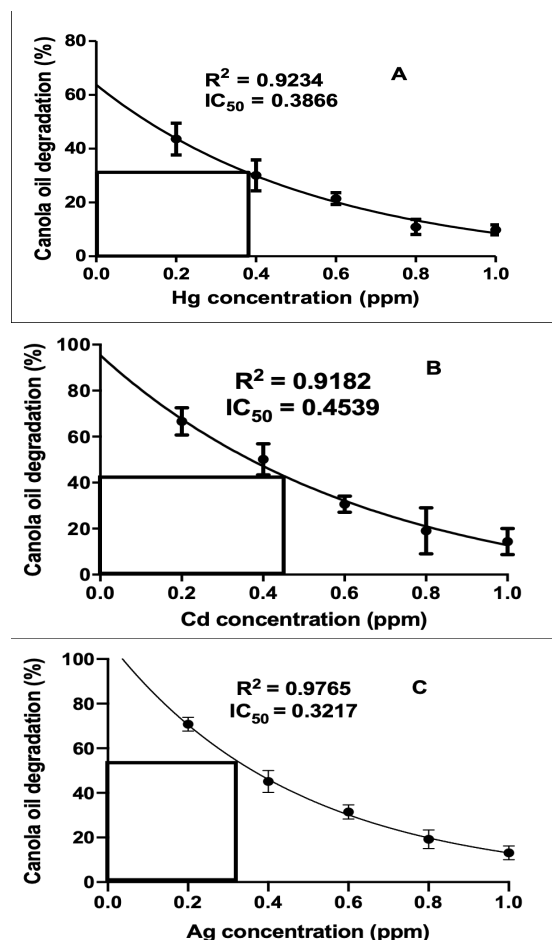 A
R² = 0.9234
IC₅₀ = 0.3866
Canola oil degradation (%)
80
60
40
20
0
0.0 0.2 0.4 0.6 0.8 1.0
Hg concentration (ppm)
B
R² = 0.9182
IC₅₀ = 0.4539
Canola oil degradation (%)
100
80
60
40
20
0
0.0 0.2 0.4 0.6 0.8 1.0
Cd concentration (ppm)
C
R² = 0.9765
IC₅₀ = 0.3217
Canola oil degradation (%)
100
80
60
40
20
0
0.0 0.2 0.4 0.6 0.8 1.0
Ag concentration (ppm)